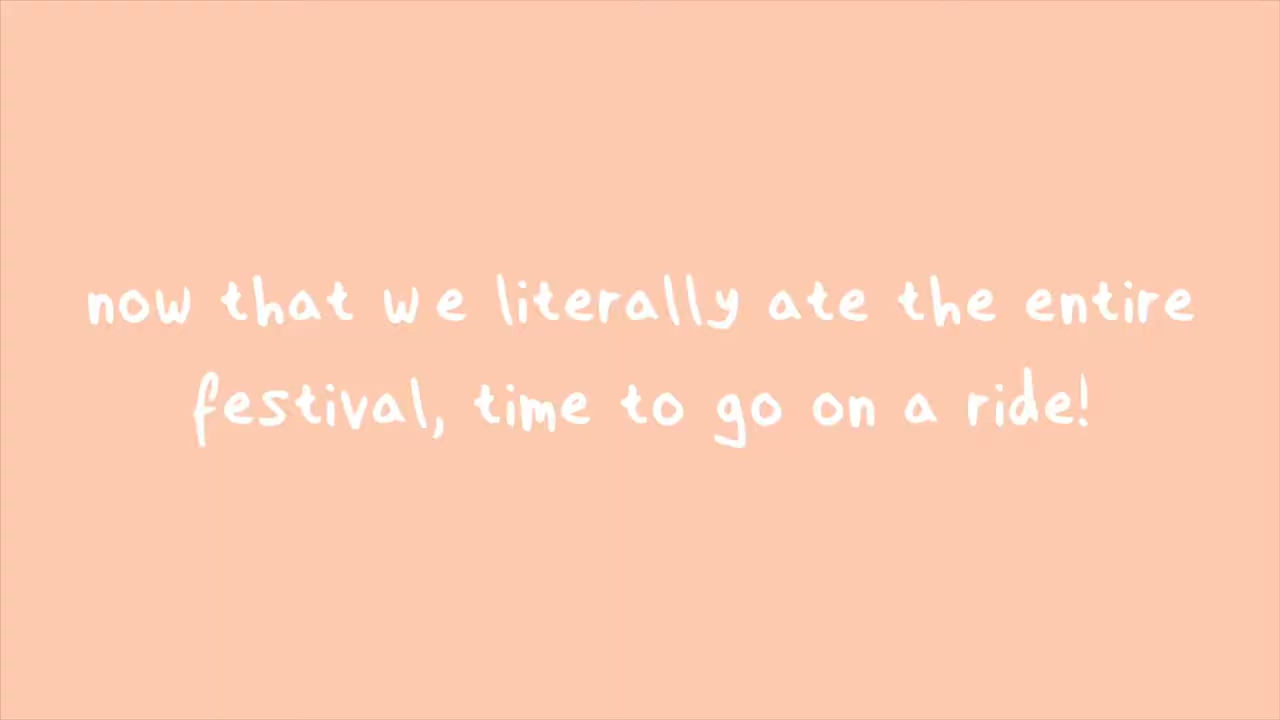 now that we literally ate the entire
festival, time to go on a ride!